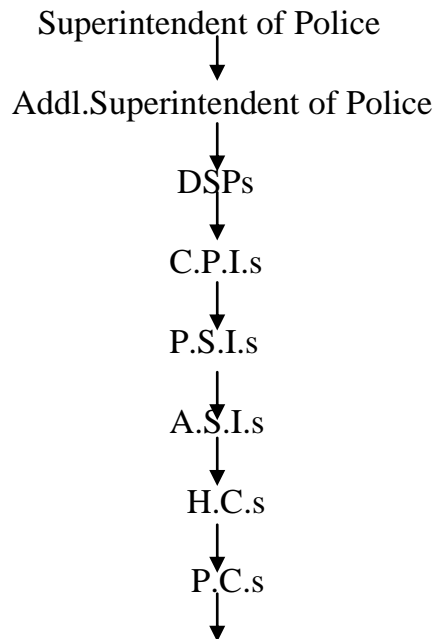 Superintendent of Police
Addl.Superintendent of Police
DSPs
C.P.I.s
P.S.I.s
A.S.I.s
H.C.s
P.C.s